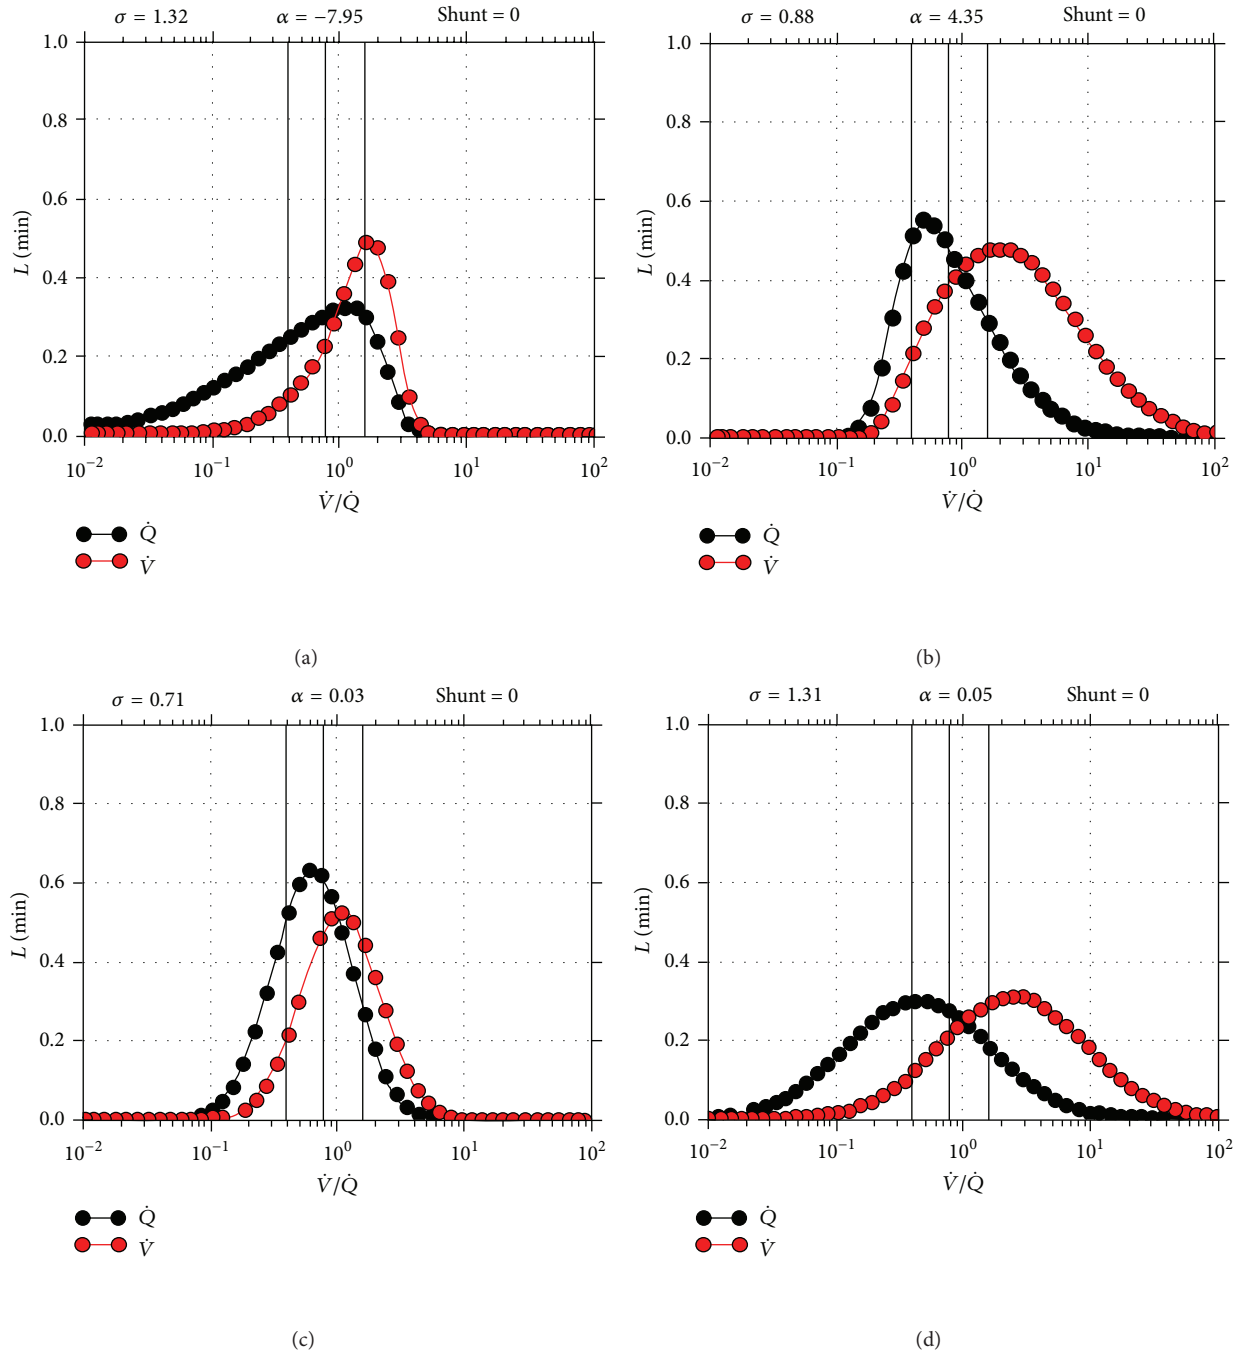 σ = 1.32 α = −7.95 Shunt = 0
1.0
0.8
0.6
0.4
0.2
0.0
L (min)
10⁻² 10⁻¹ 10⁰ 10¹ 10²
V̇/Q̇
Q̇
V̇
(a)
σ = 0.88 α = 4.35 Shunt = 0
1.0
0.8
0.6
0.4
0.2
0.0
L (min)
10⁻² 10⁻¹ 10⁰ 10¹ 10²
V̇/Q̇
Q̇
V̇
(b)
σ = 0.71 α = 0.03 Shunt = 0
1.0
0.8
0.6
0.4
0.2
0.0
L (min)
10⁻² 10⁻¹ 10⁰ 10¹ 10²
V̇/Q̇
Q̇
V̇
(c)
σ = 1.31 α = 0.05 Shunt = 0
1.0
0.8
0.6
0.4
0.2
0.0
L (min)
10⁻² 10⁻¹ 10⁰ 10¹ 10²
V̇/Q̇
Q̇
V̇
(d)